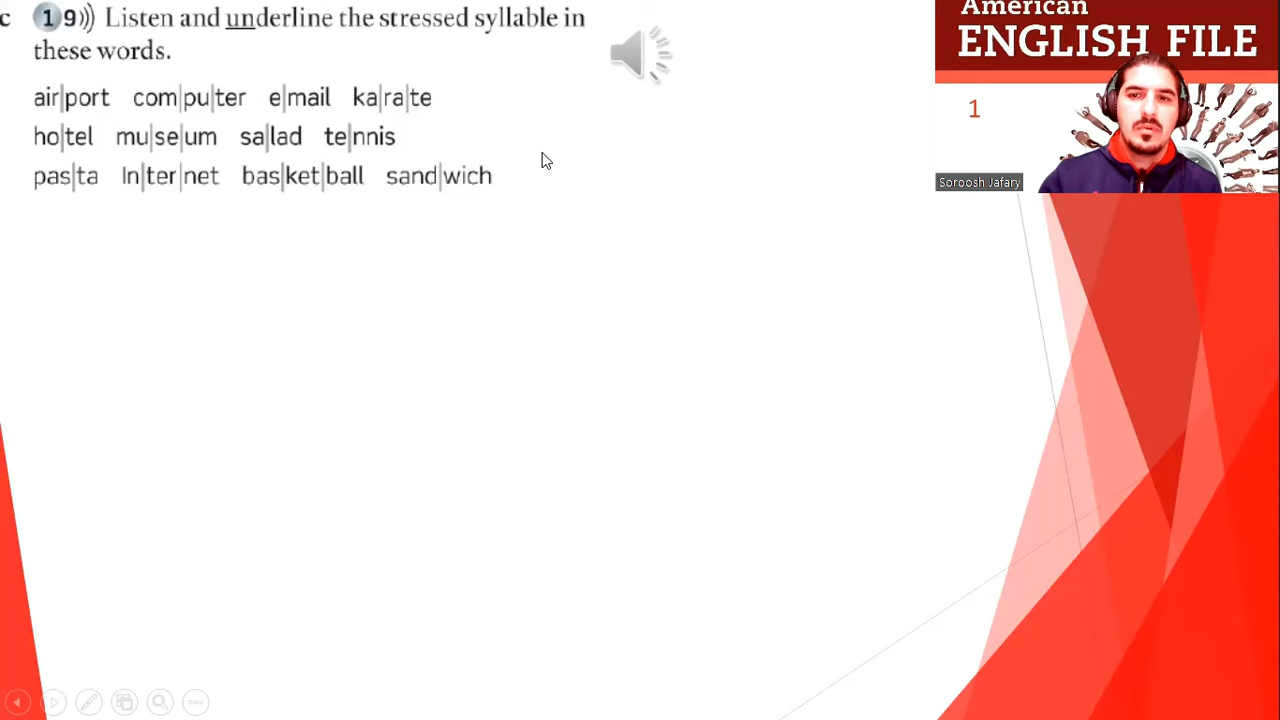 c 1 9)) Listen and underline the stressed syllable in
these words.
air|port com|pu|ter e|mail ka|ra|te
ho|tel mu|se|um sa|lad te|nnis
pas|ta In|ter|net bas|ket|ball sand|wich
American
ENGLISH FILE
1
Soroosh Jafary